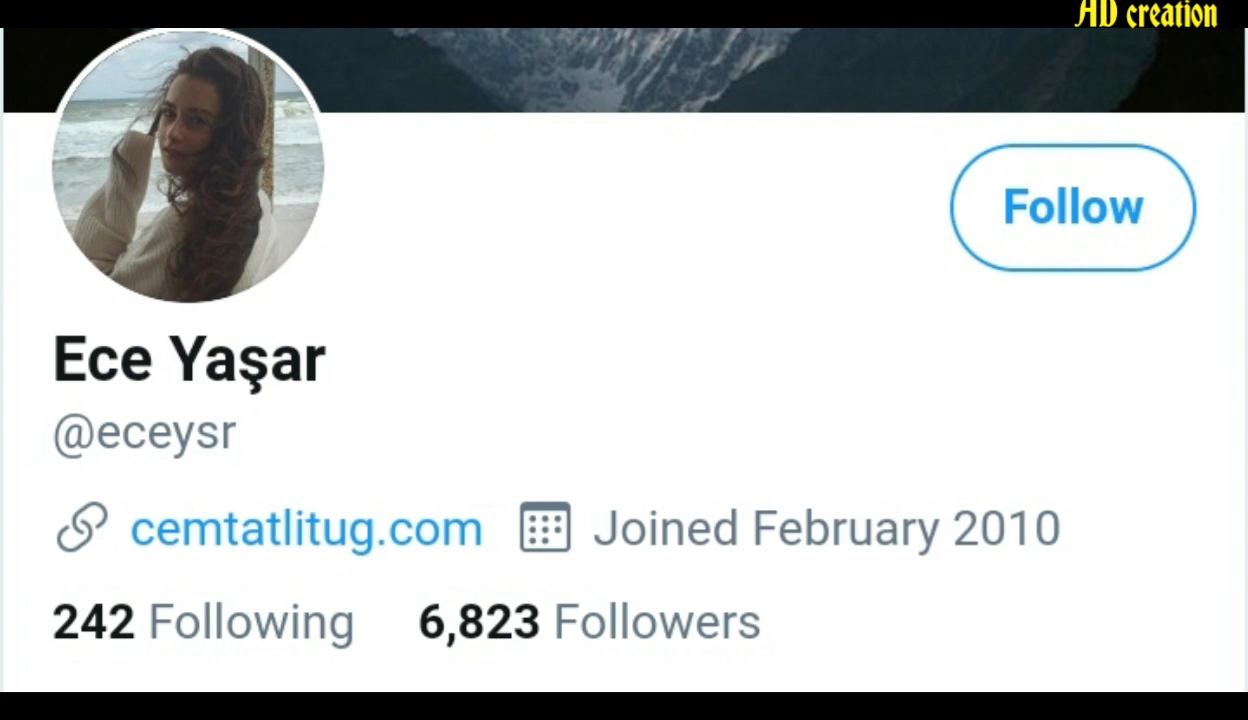 AD creation
Follow
Ece Yaşar
@eceysr
cemtatlitug.com Joined February 2010
242 Following 6,823 Followers